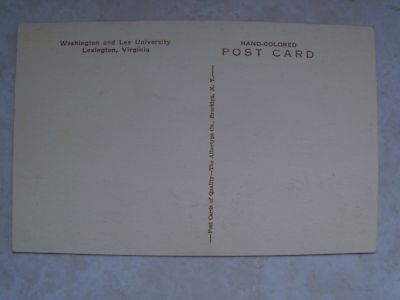 Washington and Lee University
Lexington, Virginia
HAND-COLORED
POST CARD
Post Cards of Quality—The Albertype Co., Brooklyn, N. Y.